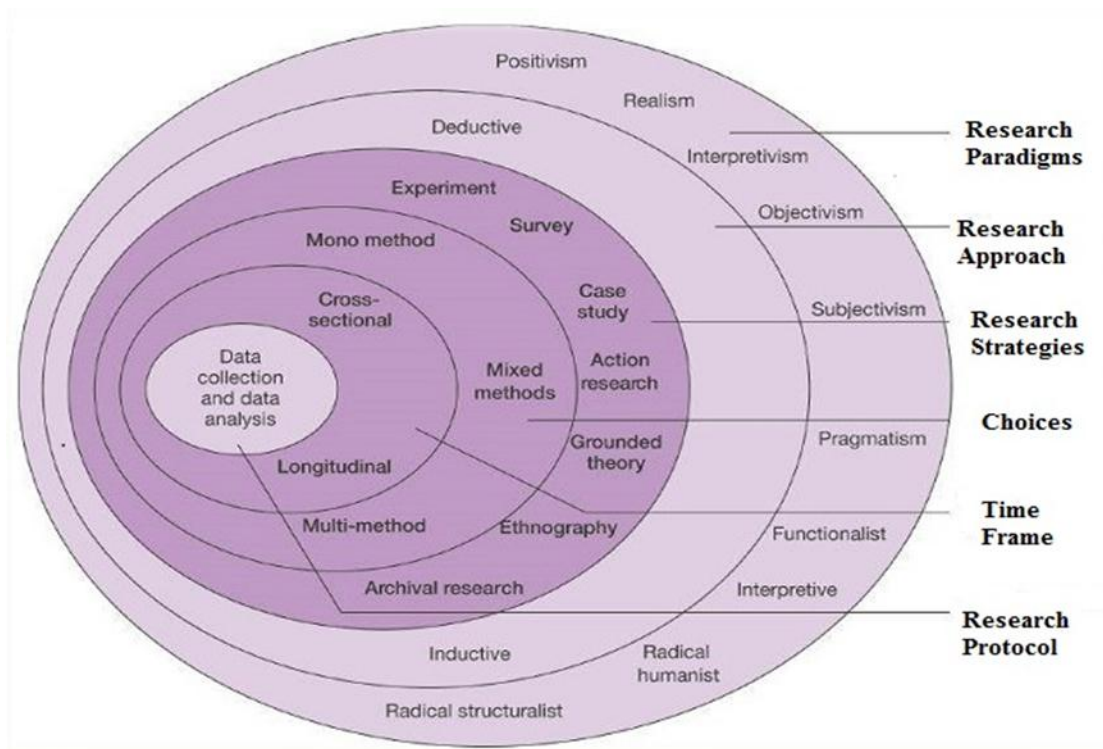 Positivism
Realism
Research
Paradigms
Deductive
Interpretivism
Experiment
Objectivism
Research
Approach
Survey
Mono method
Case
study
Cross-
sectional
Subjectivism
Research
Strategies
Data
collection
and data
analysis
Mixed
methods
Action
research
Choices
Grounded
theory
Pragmatism
Longitudinal
Multi-method
Ethnography
Time
Frame
Functionalist
Archival research
Interpretive
Research
Protocol
Inductive
Radical
humanist
Radical structuralist